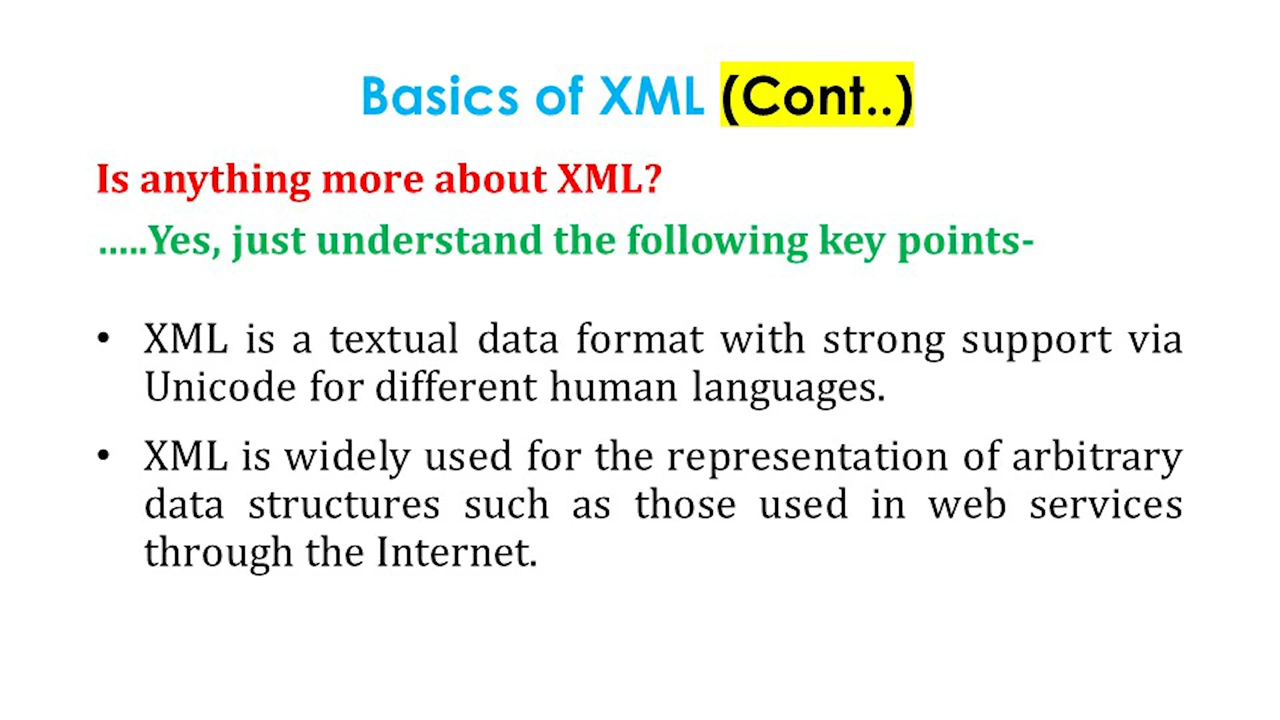 Basics of XML (Cont..)
Is anything more about XML?
.....Yes, just understand the following key points-
• XML is a textual data format with strong support via
Unicode for different human languages.
• XML is widely used for the representation of arbitrary
data structures such as those used in web services
through the Internet.